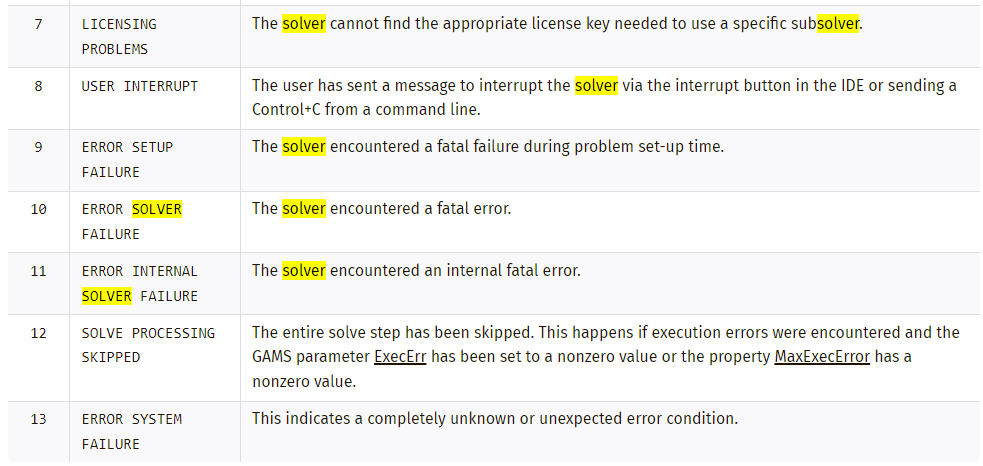 7 LICENSING PROBLEMS The solver cannot find the appropriate license key needed to use a specific subsolver.
8 USER INTERRUPT The user has sent a message to interrupt the solver via the interrupt button in the IDE or sending a
Control+C from a command line.
9 ERROR SETUP FAILURE The solver encountered a fatal failure during problem set-up time.
10 ERROR SOLVER FAILURE The solver encountered a fatal error.
11 ERROR INTERNAL SOLVER FAILURE The solver encountered an internal fatal error.
12 SOLVE PROCESSING SKIPPED The entire solve step has been skipped. This happens if execution errors were encountered and the
GAMS parameter ExecErr has been set to a nonzero value or the property MaxExecError has a
nonzero value.
13 ERROR SYSTEM FAILURE This indicates a completely unknown or unexpected error condition.